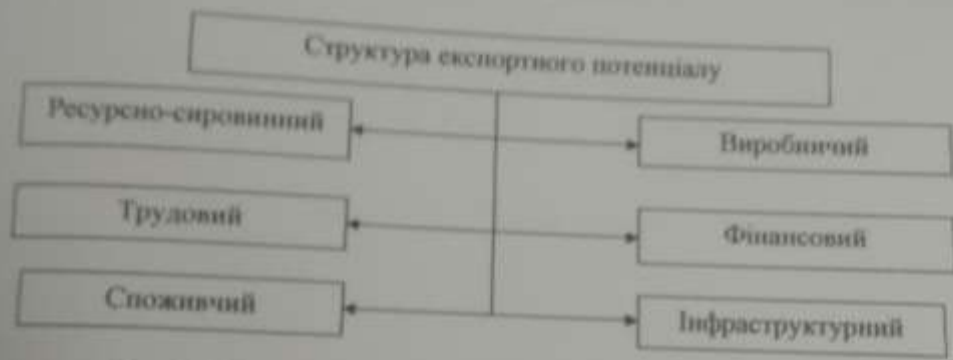 Структура експортного потенціалу
Ресурсно-сировинний
Виробничий
Трудовий
Фінансовий
Споживчий
Інфраструктурний